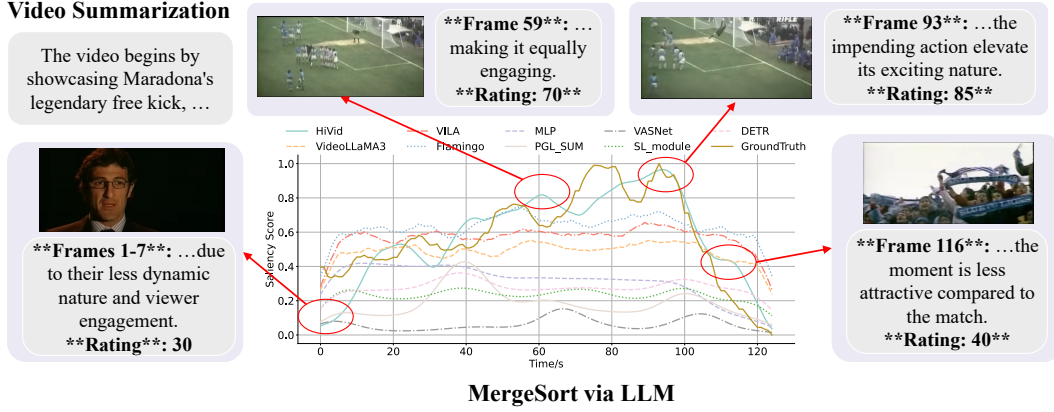 Video Summarization
The video begins by
showcasing Maradona's
legendary free kick, …
**Frame 59**: …
making it equally
engaging.
**Rating: 70**
RIFLE
**Frame 93**: …the
impending action elevate
its exciting nature.
**Rating: 85**
**Frames 1-7**: …due
to their less dynamic
nature and viewer
engagement.
**Rating**: 30
HiVid VILA MLP VASNet DETR
VideoLLaMA3 Flamingo PGL_SUM SL_module GroundTruth
1.0
0.8
0.6
0.4
0.2
0.0
Saliency Score
0 20 40 60 80 100 120
Time/s
**Frame 116**: …the
moment is less
attractive compared to
the match.
**Rating: 40**
MergeSort via LLM